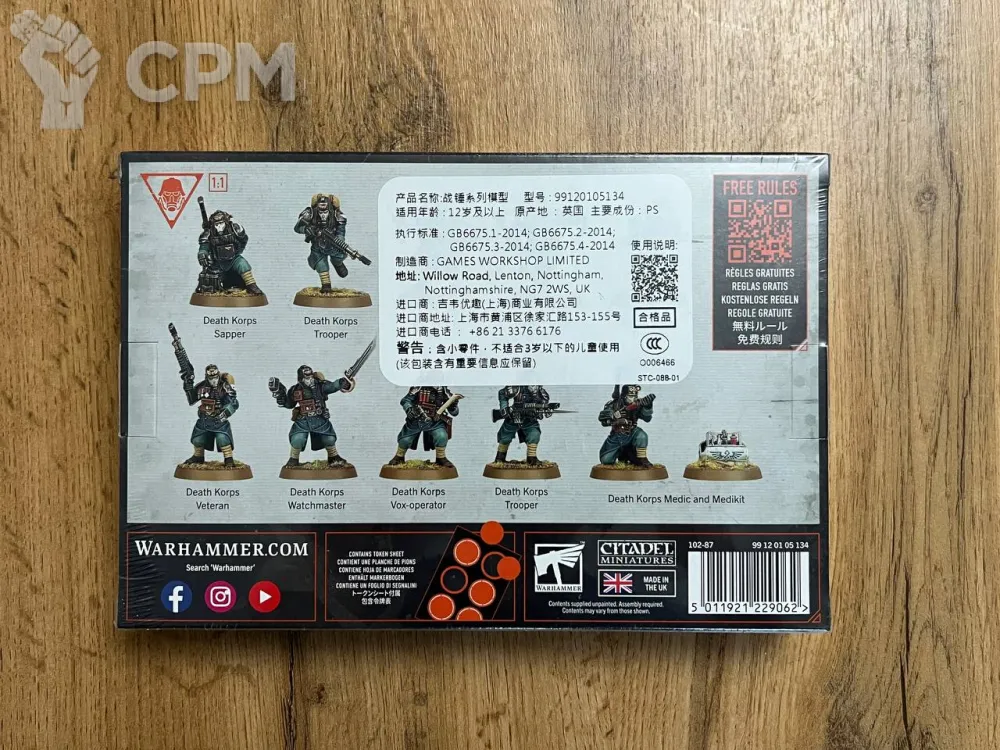 CPM
1:1
产品名称:战锤系列模型 型号:99120105134
适用年龄:12岁及以上 原产地:英国 主要成份:PS
执行标准:GB6675.1-2014; GB6675.2-2014;
GB6675.3-2014; GB6675.4-2014
制造商:GAMES WORKSHOP LIMITED
地址: Willow Road, Lenton, Nottingham,
Nottinghamshire, NG7 2WS, UK
进口商:吉韦优趣(上海)商业有限公司
进口商地址: 上海市黄浦区徐家汇路153-155号
进口商电话: +86 21 3376 6176
警告:含小零件,不适合3岁以下的儿童使用
(该包装含有重要信息应保留)
使用说明:
合格品
CCC
O006466
STC-088-01
FREE RULES
RÈGLES GRATUITES
REGLAS GRATIS
KOSTENLOSE REGELN
REGOLE GRATUITE
無料ルール
免费规则
Death Korps
Sapper
Death Korps
Trooper
Death Korps
Veteran
Death Korps
Watchmaster
Death Korps
Vox-operator
Death Korps
Trooper
Death Korps Medic and Medikit
WARHAMMER.COM
Search 'Warhammer'
CONTAINS TOKEN SHEET
CONTIENT UNE PLANCHE DE PIONS
CONTIENE HOJA DE MARCADORES
ENTHÄLT MARKERBOGEN
CONTIENE UN FOGLIO DI SEGNALINI
トークンシート付属
包含令牌表
WARHAMMER
CITADEL
MINIATURES
MADE IN
THE UK
Contents supplied unpainted. Assembly required.
Contents may vary from those shown.
102-87 99 12 01 05 134
5 011921 229062